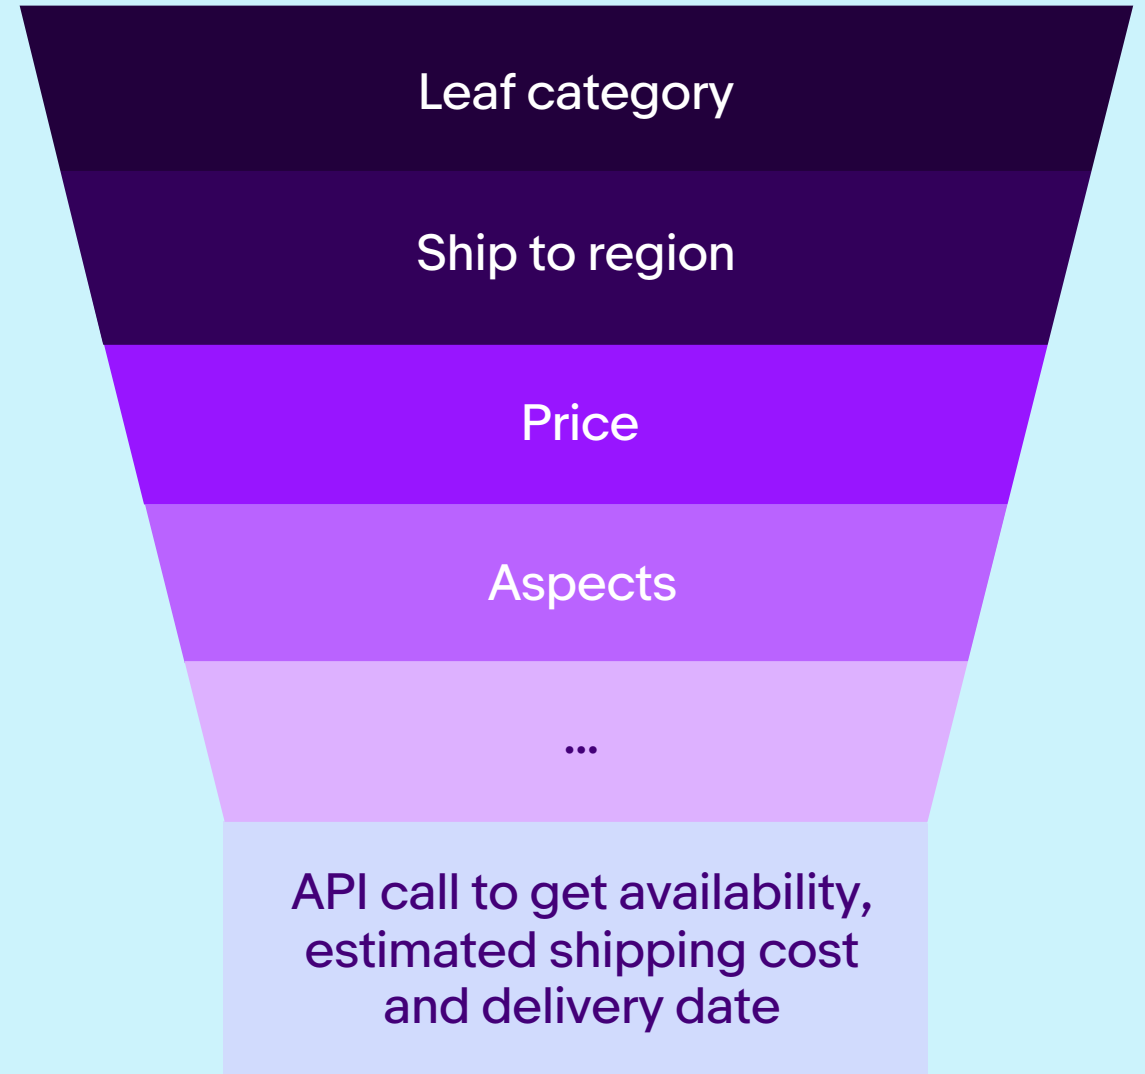 Leaf category
Ship to region
Price
Aspects
...
API call to get availability,
estimated shipping cost
and delivery date